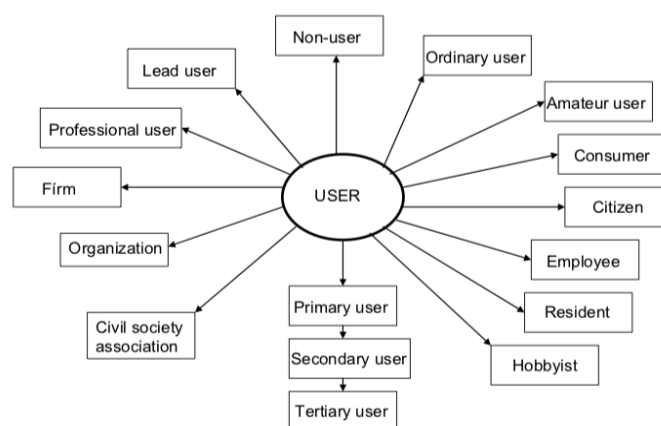 Non-user
Ordinary user
Lead user
Amateur user
Professional user
Consumer
Fírm
USER
Citizen
Organization
Employee
Primary user
Resident
Civil society
association
Secondary user
Hobbyist
Tertiary user